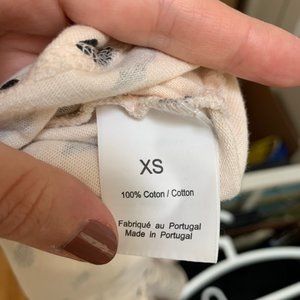 XS
100% Coton / Cotton
Fabriqué au Portugal
Made in Portugal